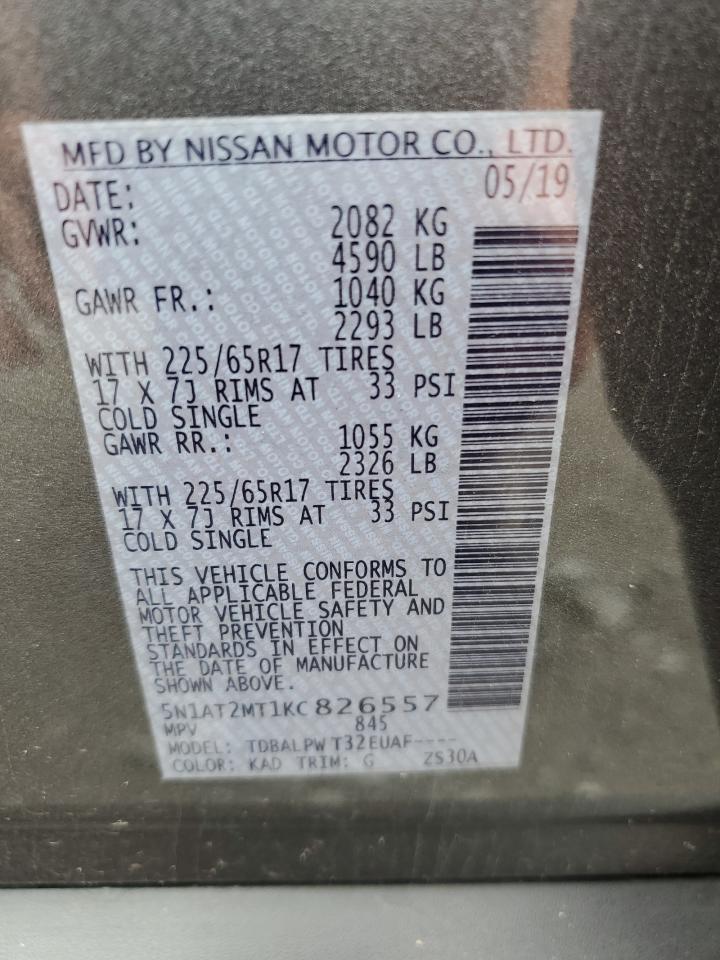 MFD BY NISSAN MOTOR CO., LTD.
DATE: 05/19
GVWR: 2082 KG
4590 LB
GAWR FR.: 1040 KG
2293 LB
WITH 225/65R17 TIRES
17 X 7J RIMS AT 33 PSI
COLD SINGLE
GAWR RR.: 1055 KG
2326 LB
WITH 225/65R17 TIRES
17 X 7J RIMS AT 33 PSI
COLD SINGLE
THIS VEHICLE CONFORMS TO
ALL APPLICABLE FEDERAL
MOTOR VEHICLE SAFETY AND
THEFT PREVENTION
STANDARDS IN EFFECT ON
THE DATE OF MANUFACTURE
SHOWN ABOVE.
5N1AT2MT1KC826557
MPV 845
MODEL: TDBALPW T32EUAF----
COLOR: KAD TRIM: G ZS30A